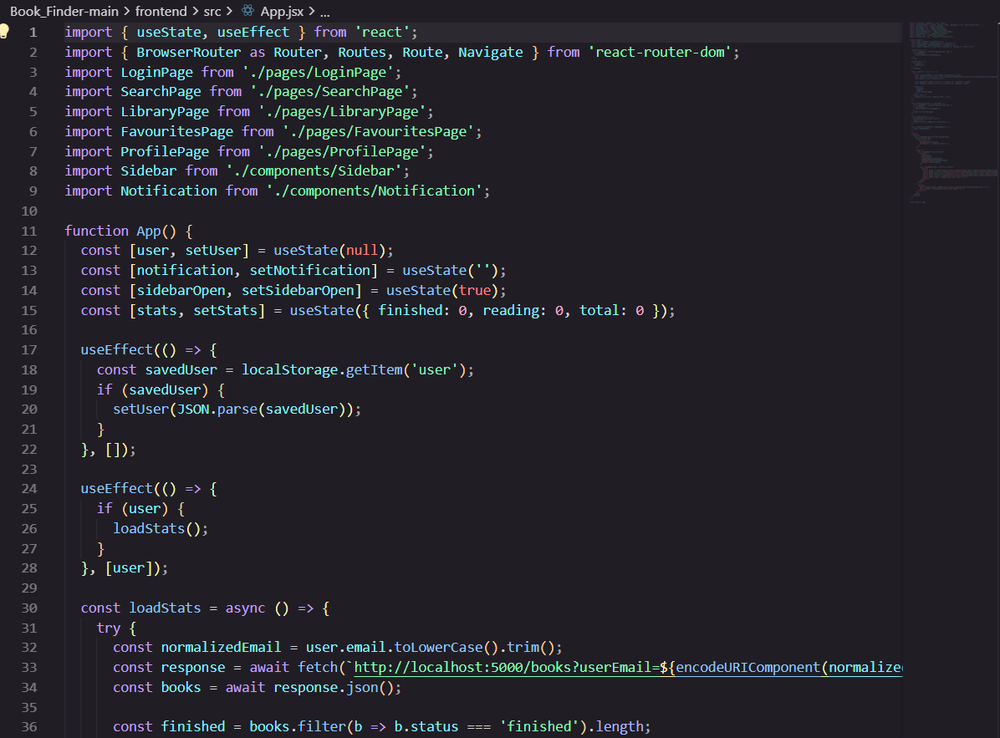 Book_Finder-main > frontend > src > App.jsx > ...
1 import { useState, useEffect } from 'react';
2 import { BrowserRouter as Router, Routes, Route, Navigate } from 'react-router-dom';
3 import LoginPage from './pages/LoginPage';
4 import SearchPage from './pages/SearchPage';
5 import LibraryPage from './pages/LibraryPage';
6 import FavouritesPage from './pages/FavouritesPage';
7 import ProfilePage from './pages/ProfilePage';
8 import Sidebar from './components/Sidebar';
9 import Notification from './components/Notification';
10
11 function App() {
12   const [user, setUser] = useState(null);
13   const [notification, setNotification] = useState('');
14   const [sidebarOpen, setSidebarOpen] = useState(true);
15   const [stats, setStats] = useState({ finished: 0, reading: 0, total: 0 });
16
17   useEffect(() => {
18     const savedUser = localStorage.getItem('user');
19     if (savedUser) {
20       setUser(JSON.parse(savedUser));
21     }
22   }, []);
23
24   useEffect(() => {
25     if (user) {
26       loadStats();
27     }
28   }, [user]);
29
30   const loadStats = async () => {
31     try {
32       const normalizedEmail = user.email.toLowerCase().trim();
33       const response = await fetch(`http://localhost:5000/books?userEmail=${encodeURIComponent(normalize
34       const books = await response.json();
35
36       const finished = books.filter(b => b.status === 'finished').length;